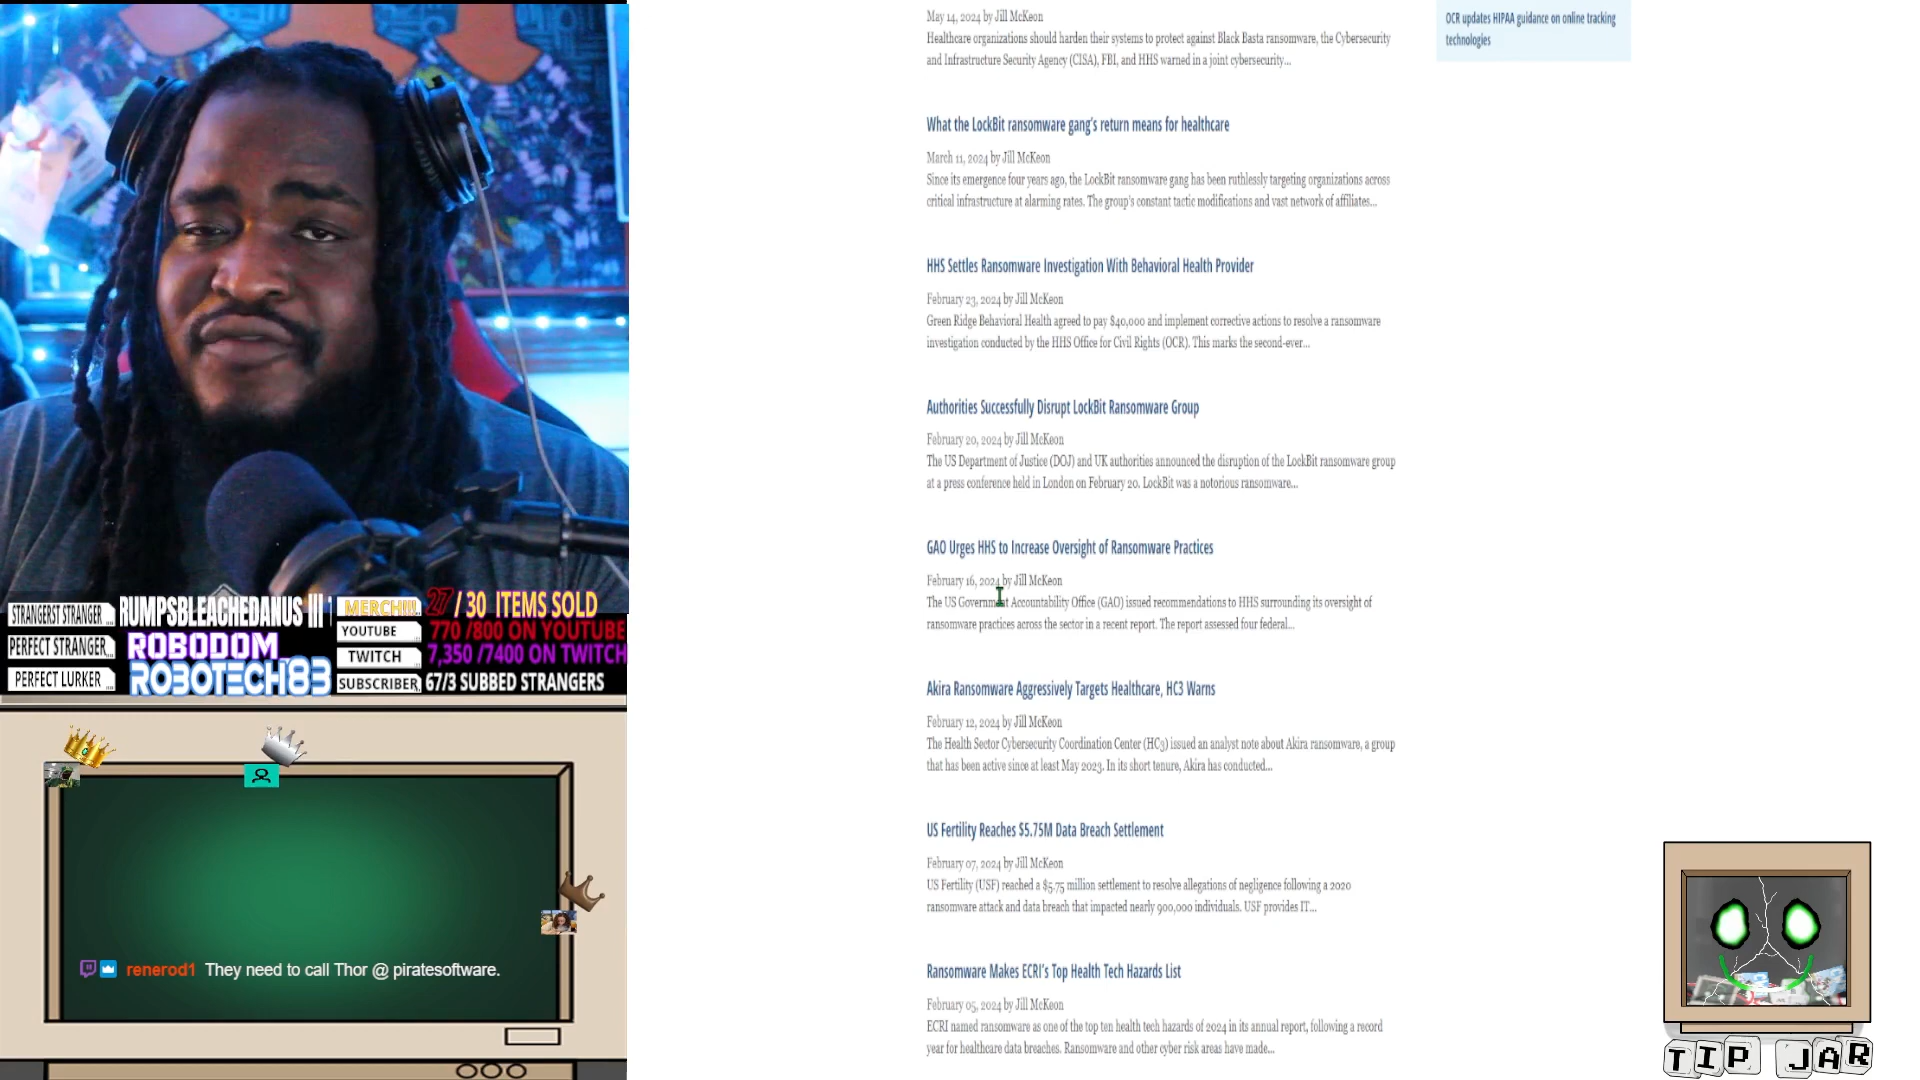 May 14, 2024 by Jill McKeon
Healthcare organizations should harden their systems to protect against Black Basta ransomware, the Cybersecurity
and Infrastructure Security Agency (CISA), FBI, and HHS warned in a joint cybersecurity...
What the LockBit ransomware gang's return means for healthcare
March 11, 2024 by Jill McKeon
Since its emergence four years ago, the LockBit ransomware gang has been ruthlessly targeting organizations across
critical infrastructure at alarming rates. The group's constant tactic modifications and vast network of affiliates...
HHS Settles Ransomware Investigation With Behavioral Health Provider
February 23, 2024 by Jill McKeon
Green Ridge Behavioral Health agreed to pay $40,000 and implement corrective actions to resolve a ransomware
investigation conducted by the HHS Office for Civil Rights (OCR). This marks the second-ever...
Authorities Successfully Disrupt LockBit Ransomware Group
February 20, 2024 by Jill McKeon
The US Department of Justice (DOJ) and UK authorities announced the disruption of the LockBit ransomware group
at a press conference held in London on February 20. LockBit was a notorious ransomware...
GAO Urges HHS to Increase Oversight of Ransomware Practices
February 16, 2024 by Jill McKeon
The US Government Accountability Office (GAO) issued recommendations to HHS surrounding its oversight of
ransomware practices across the sector in a recent report. The report assessed four federal...
Akira Ransomware Aggressively Targets Healthcare, HC3 Warns
February 12, 2024 by Jill McKeon
The Health Sector Cybersecurity Coordination Center (HC3) issued an analyst note about Akira ransomware, a group
that has been active since at least May 2023. In its short tenure, Akira has conducted...
US Fertility Reaches $5.75M Data Breach Settlement
February 07, 2024 by Jill McKeon
US Fertility (USF) reached a $5.75 million settlement to resolve allegations of negligence following a 2020
ransomware attack and data breach that impacted nearly 900,000 individuals. USF provides IT...
Ransomware Makes ECRI's Top Health Tech Hazards List
February 05, 2024 by Jill McKeon
ECRI named ransomware as one of the top ten health tech hazards of 2024 in its annual report, following a record
year for healthcare data breaches. Ransomware and other cyber risk areas have made...
OCR updates HIPAA guidance on online tracking
technologies
STRANGERST STRANGER RUMPSBLEACHEDANUS III
PERFECT STRANGER ROBODOM_
PERFECT LURKER ROBOTECH83
MERCH!!! 27/ 30 ITEMS SOLD
YOUTUBE 770 /800 ON YOUTUBE
TWITCH 7,350 /7400 ON TWITCH
SUBSCRIBER 67/3 SUBBED STRANGERS
renerod1 They need to call Thor @ piratesoftware.
TIP JAR